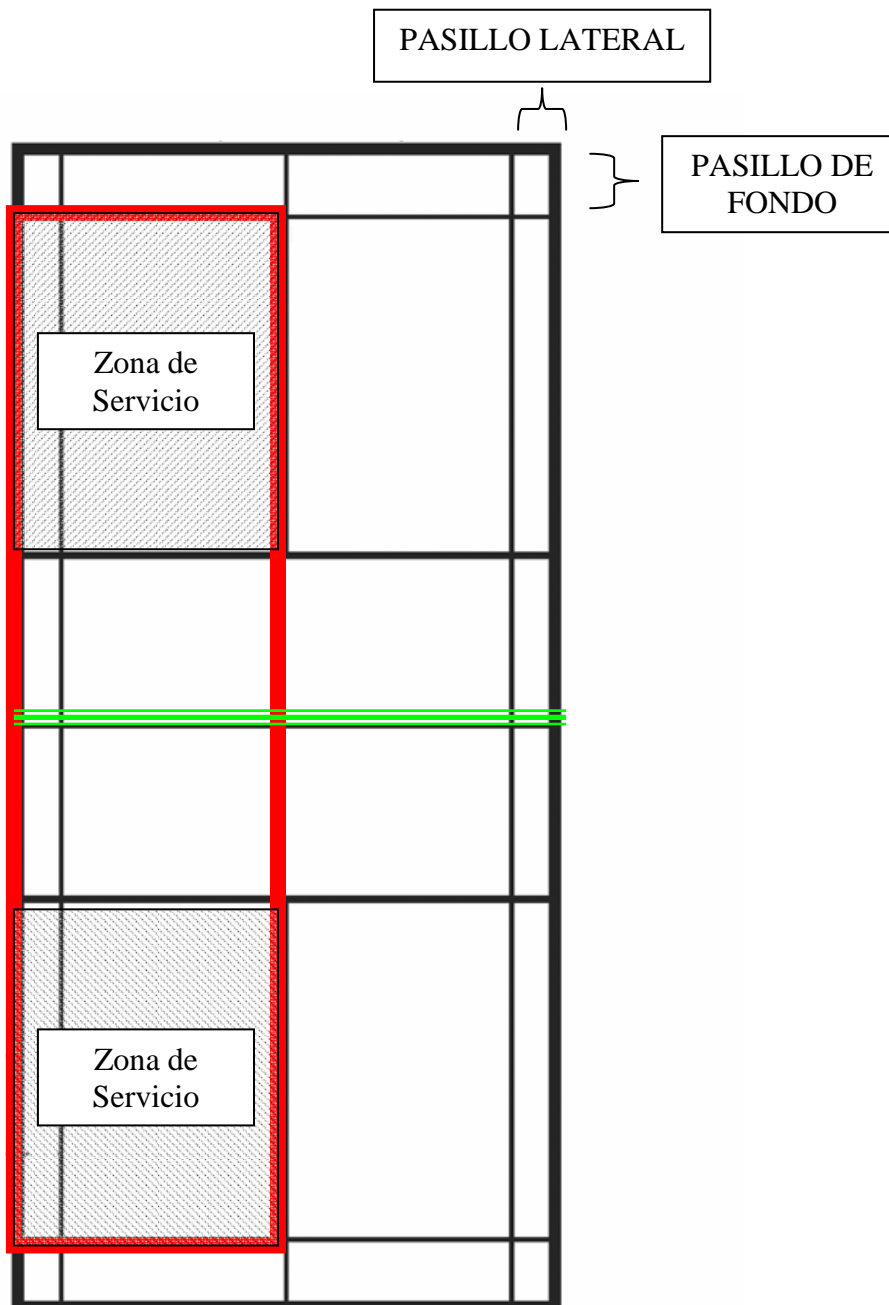 PASILLO LATERAL
PASILLO DE
FONDO
Zona de
Servicio
Zona de
Servicio